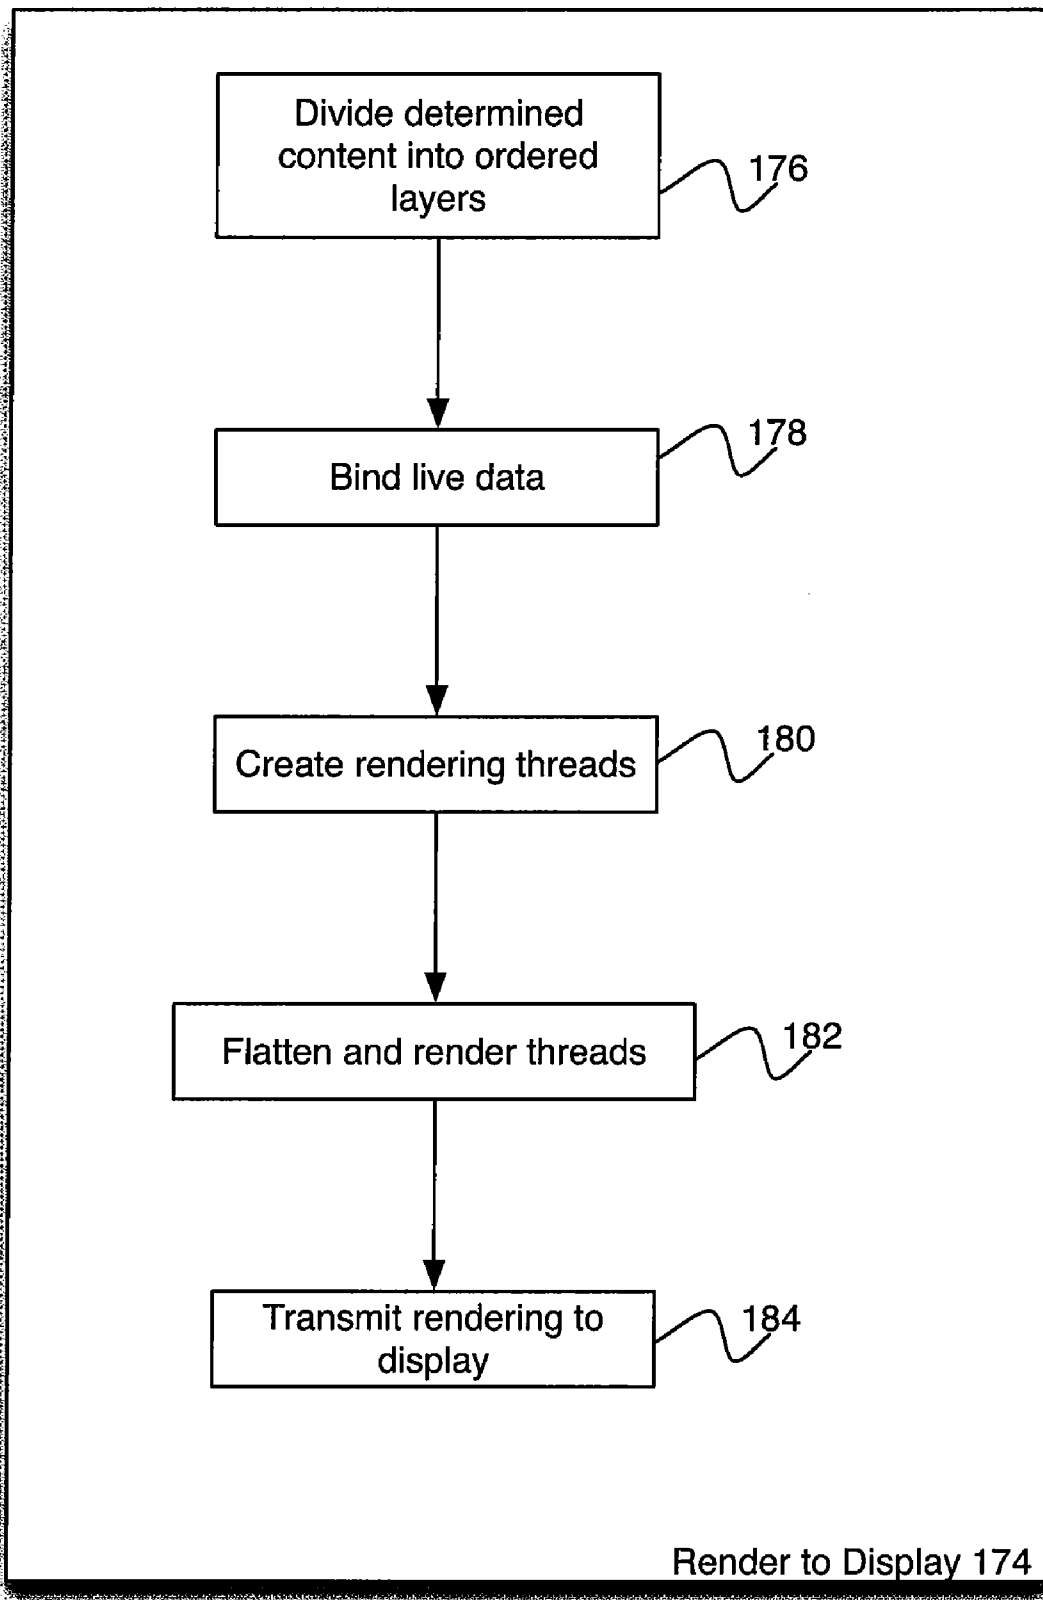 Divide determined
content into ordered
layers
176
Bind live data
178
Create rendering threads
180
Flatten and render threads
182
Transmit rendering to
display
184
Render to Display 174